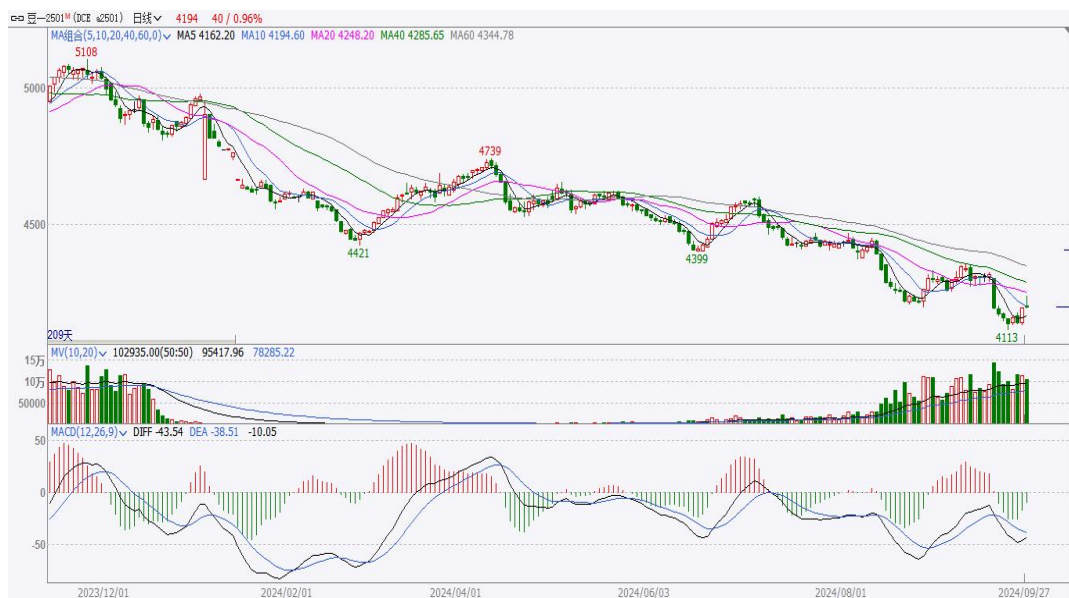 豆一2501M (DCE a2501) 日线 4194 40 / 0.96%
MA组合(5,10,20,40,60,0) MA5 4162.20 MA10 4194.60 MA20 4248.20 MA40 4285.65 MA60 4344.78
5108
5000
4739
4500
4421
4399
4113
209天
MV(10,20) 102935.00(50:50) 95417.96 78285.22
15万
10万
50000
MACD(12,26,9) DIFF -43.54 DEA -38.51 -10.05
50
0
-50
2023/12/01 2024/02/01 2024/04/01 2024/06/03 2024/08/01 2024/09/27